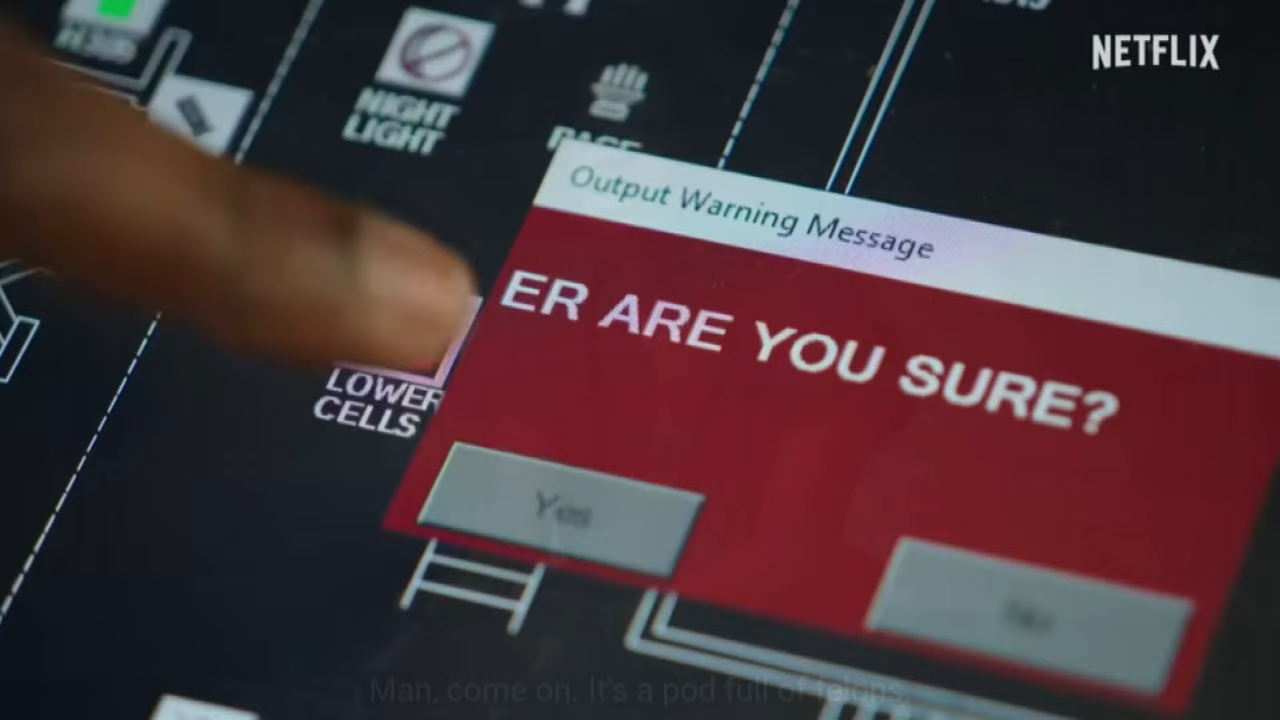 NETFLIX
NIGHT
LIGHT
Output Warning Message
ER ARE YOU SURE?
LOWER
CELLS
Yes
No
Man, come on. It's a pod full of felons.